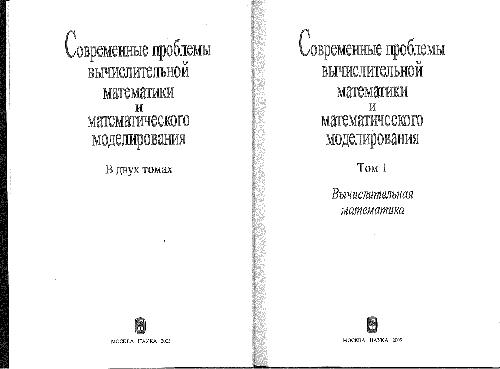 Современные проблемы
вычислительной
математики
и
математического
моделирования
В двух томах
МОСКВА НАУКА 2005
Современные проблемы
вычислительной
математики
и
математического
моделирования
Том 1
Вычислительная
математика
МОСКВА НАУКА 2005